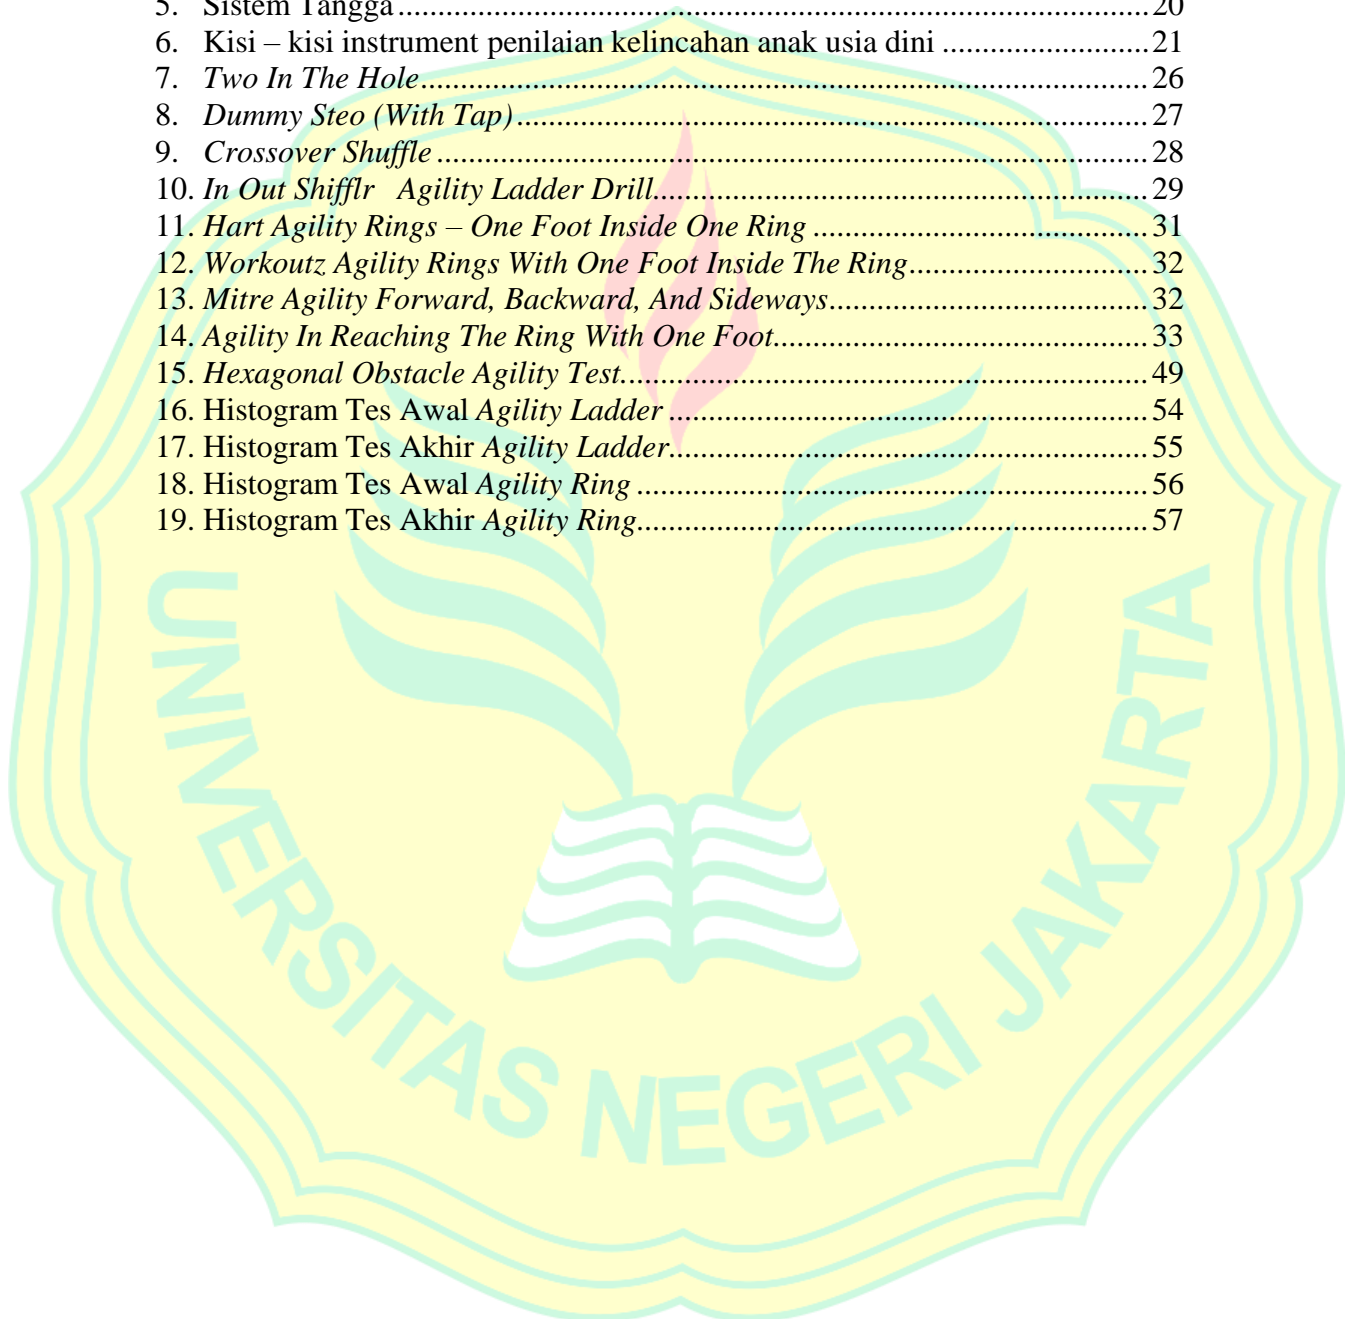 5. Sistem Tangga....................20
6. Kisi – kisi instrument penilaian kelincahan anak usia dini....................21
7. Two In The Hole....................26
8. Dummy Steo (With Tap)....................27
9. Crossover Shuffle....................28
10. In Out Shifflr Agility Ladder Drill....................29
11. Hart Agility Rings – One Foot Inside One Ring....................31
12. Workoutz Agility Rings With One Foot Inside The Ring....................32
13. Mitre Agility Forward, Backward, And Sideways....................32
14. Agility In Reaching The Ring With One Foot....................33
15. Hexagonal Obstacle Agility Test....................49
16. Histogram Tes Awal Agility Ladder....................54
17. Histogram Tes Akhir Agility Ladder....................55
18. Histogram Tes Awal Agility Ring....................56
19. Histogram Tes Akhir Agility Ring....................57
UNIVERSITAS NEGERI JAKARTA